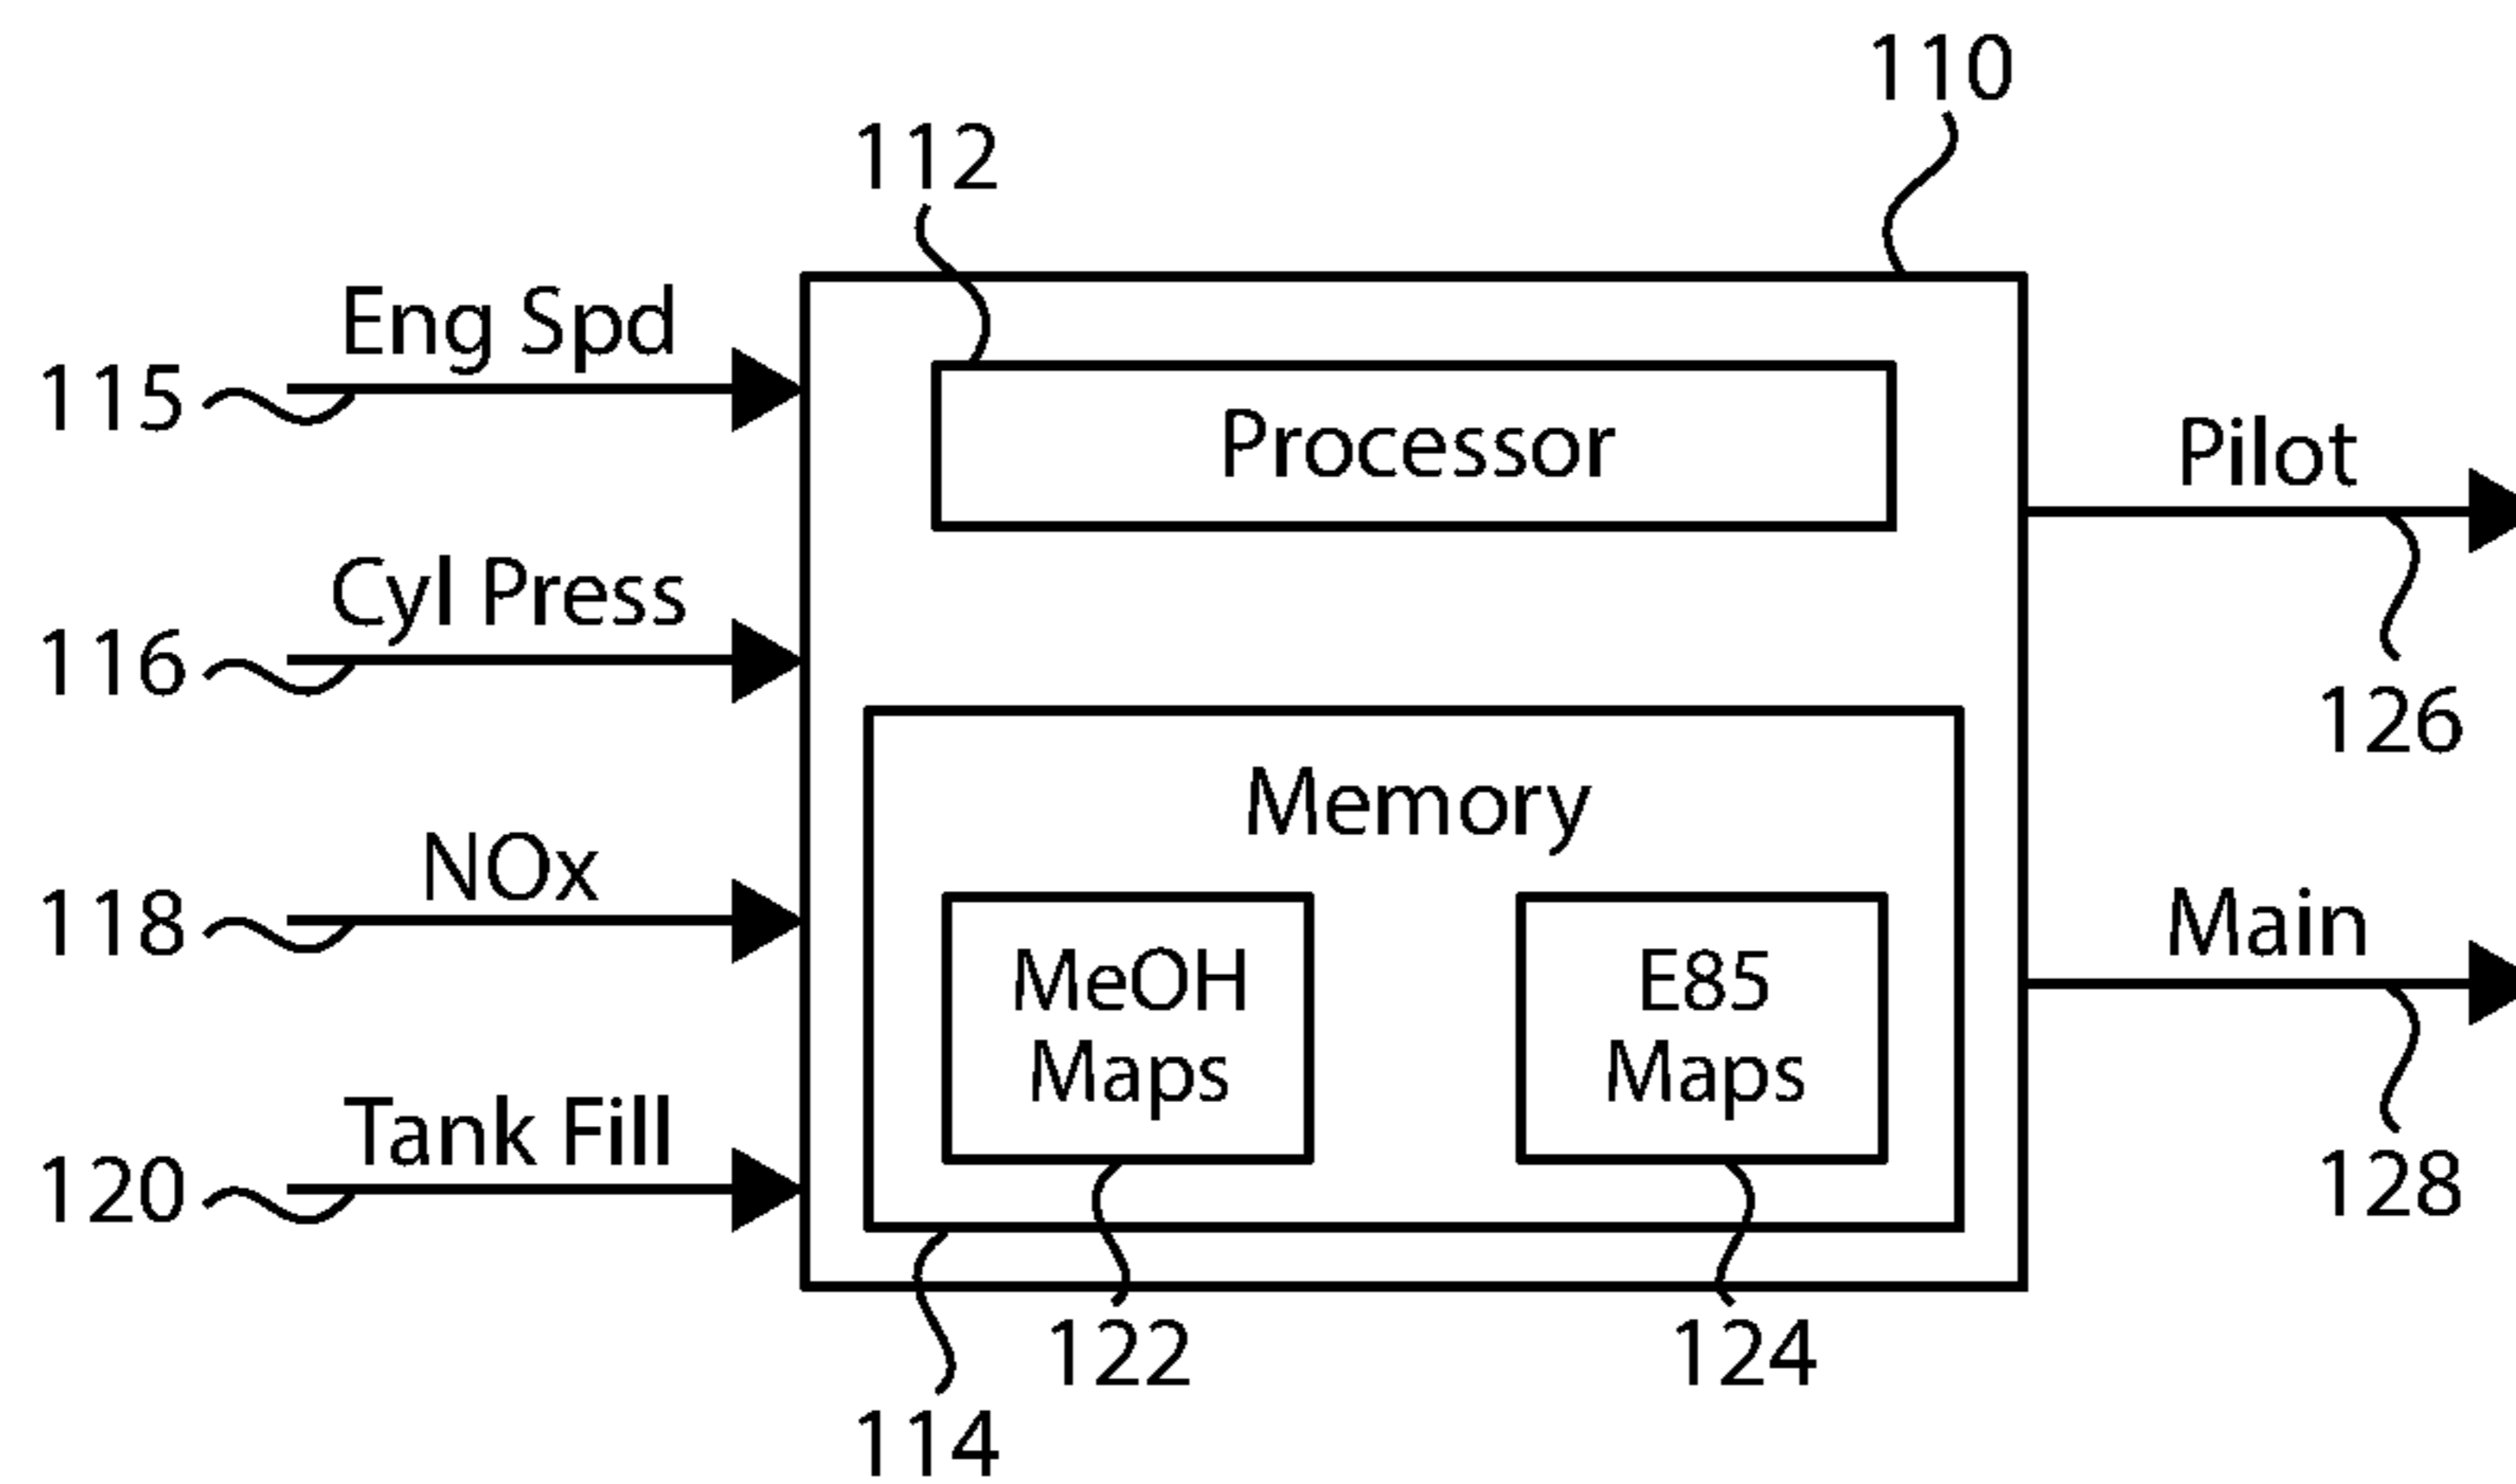 110
112
Eng Spd
115
Processor
Pilot
Cyl Press
116
126
Memory
NOx
118
Main
MeOH
Maps
E85
Maps
Tank Fill
120
128
122
124
114